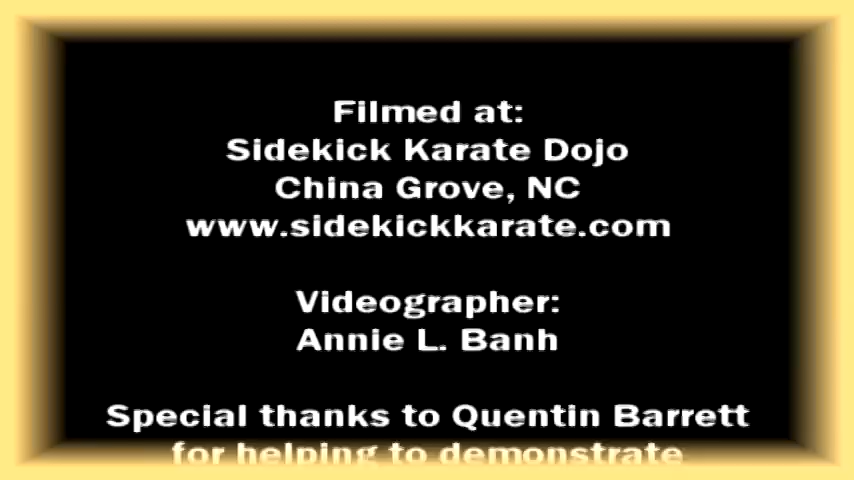 Filmed at:
Sidekick Karate Dojo
China Grove, NC
www.sidekickkarate.com
Videographer:
Annie L. Banh
Special thanks to Quentin Barrett
for helping to demonstrate